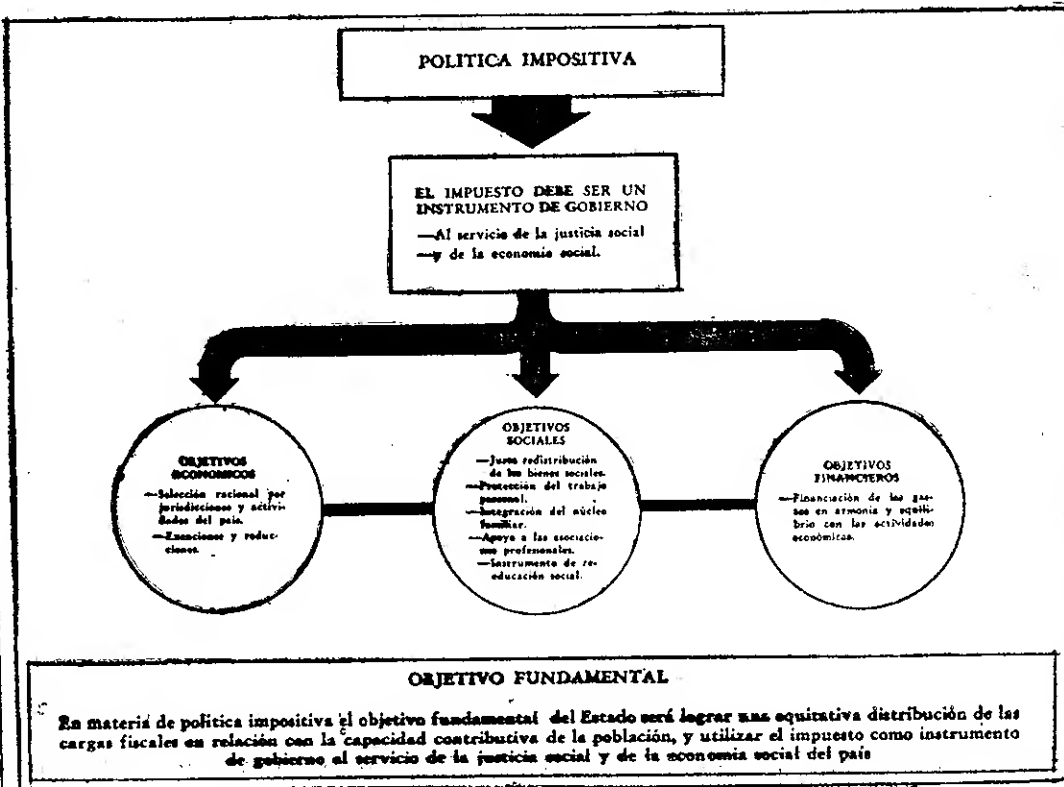 POLITICA IMPOSITIVA
EL IMPUESTO DEBE SER UN
INSTRUMENTO DE GOBIERNO
—Al servicio de la justicia social
—y de la economia social.
OBJETIVOS
ECONOMICOS
—Selección racional por
jurisdicciones y activi-
dades del país.
—Exenciones y reduc-
ciones.
OBJETIVOS
SOCIALES
—Justa redistribución
de los bienes sociales.
—Protección del trabajo
personal.
—Integración del núcleo
familiar.
—Apoyo a las asociacio-
nes profesionales.
—Instrumento de re-
educación social.
OBJETIVOS
FINANCIEROS
—Financiación de los gas-
tos en armonía y equili-
brio con las actividades
económicas.
OBJETIVO FUNDAMENTAL
En materia de politica impositiva el objetivo fundamental del Estado será lograr una equitativa distribución de las
cargas fiscales en relación con la capacidad contributiva de la población, y utilizar el impuesto como instrumento
de gobierno al servicio de la justicia social y de la economia social del país